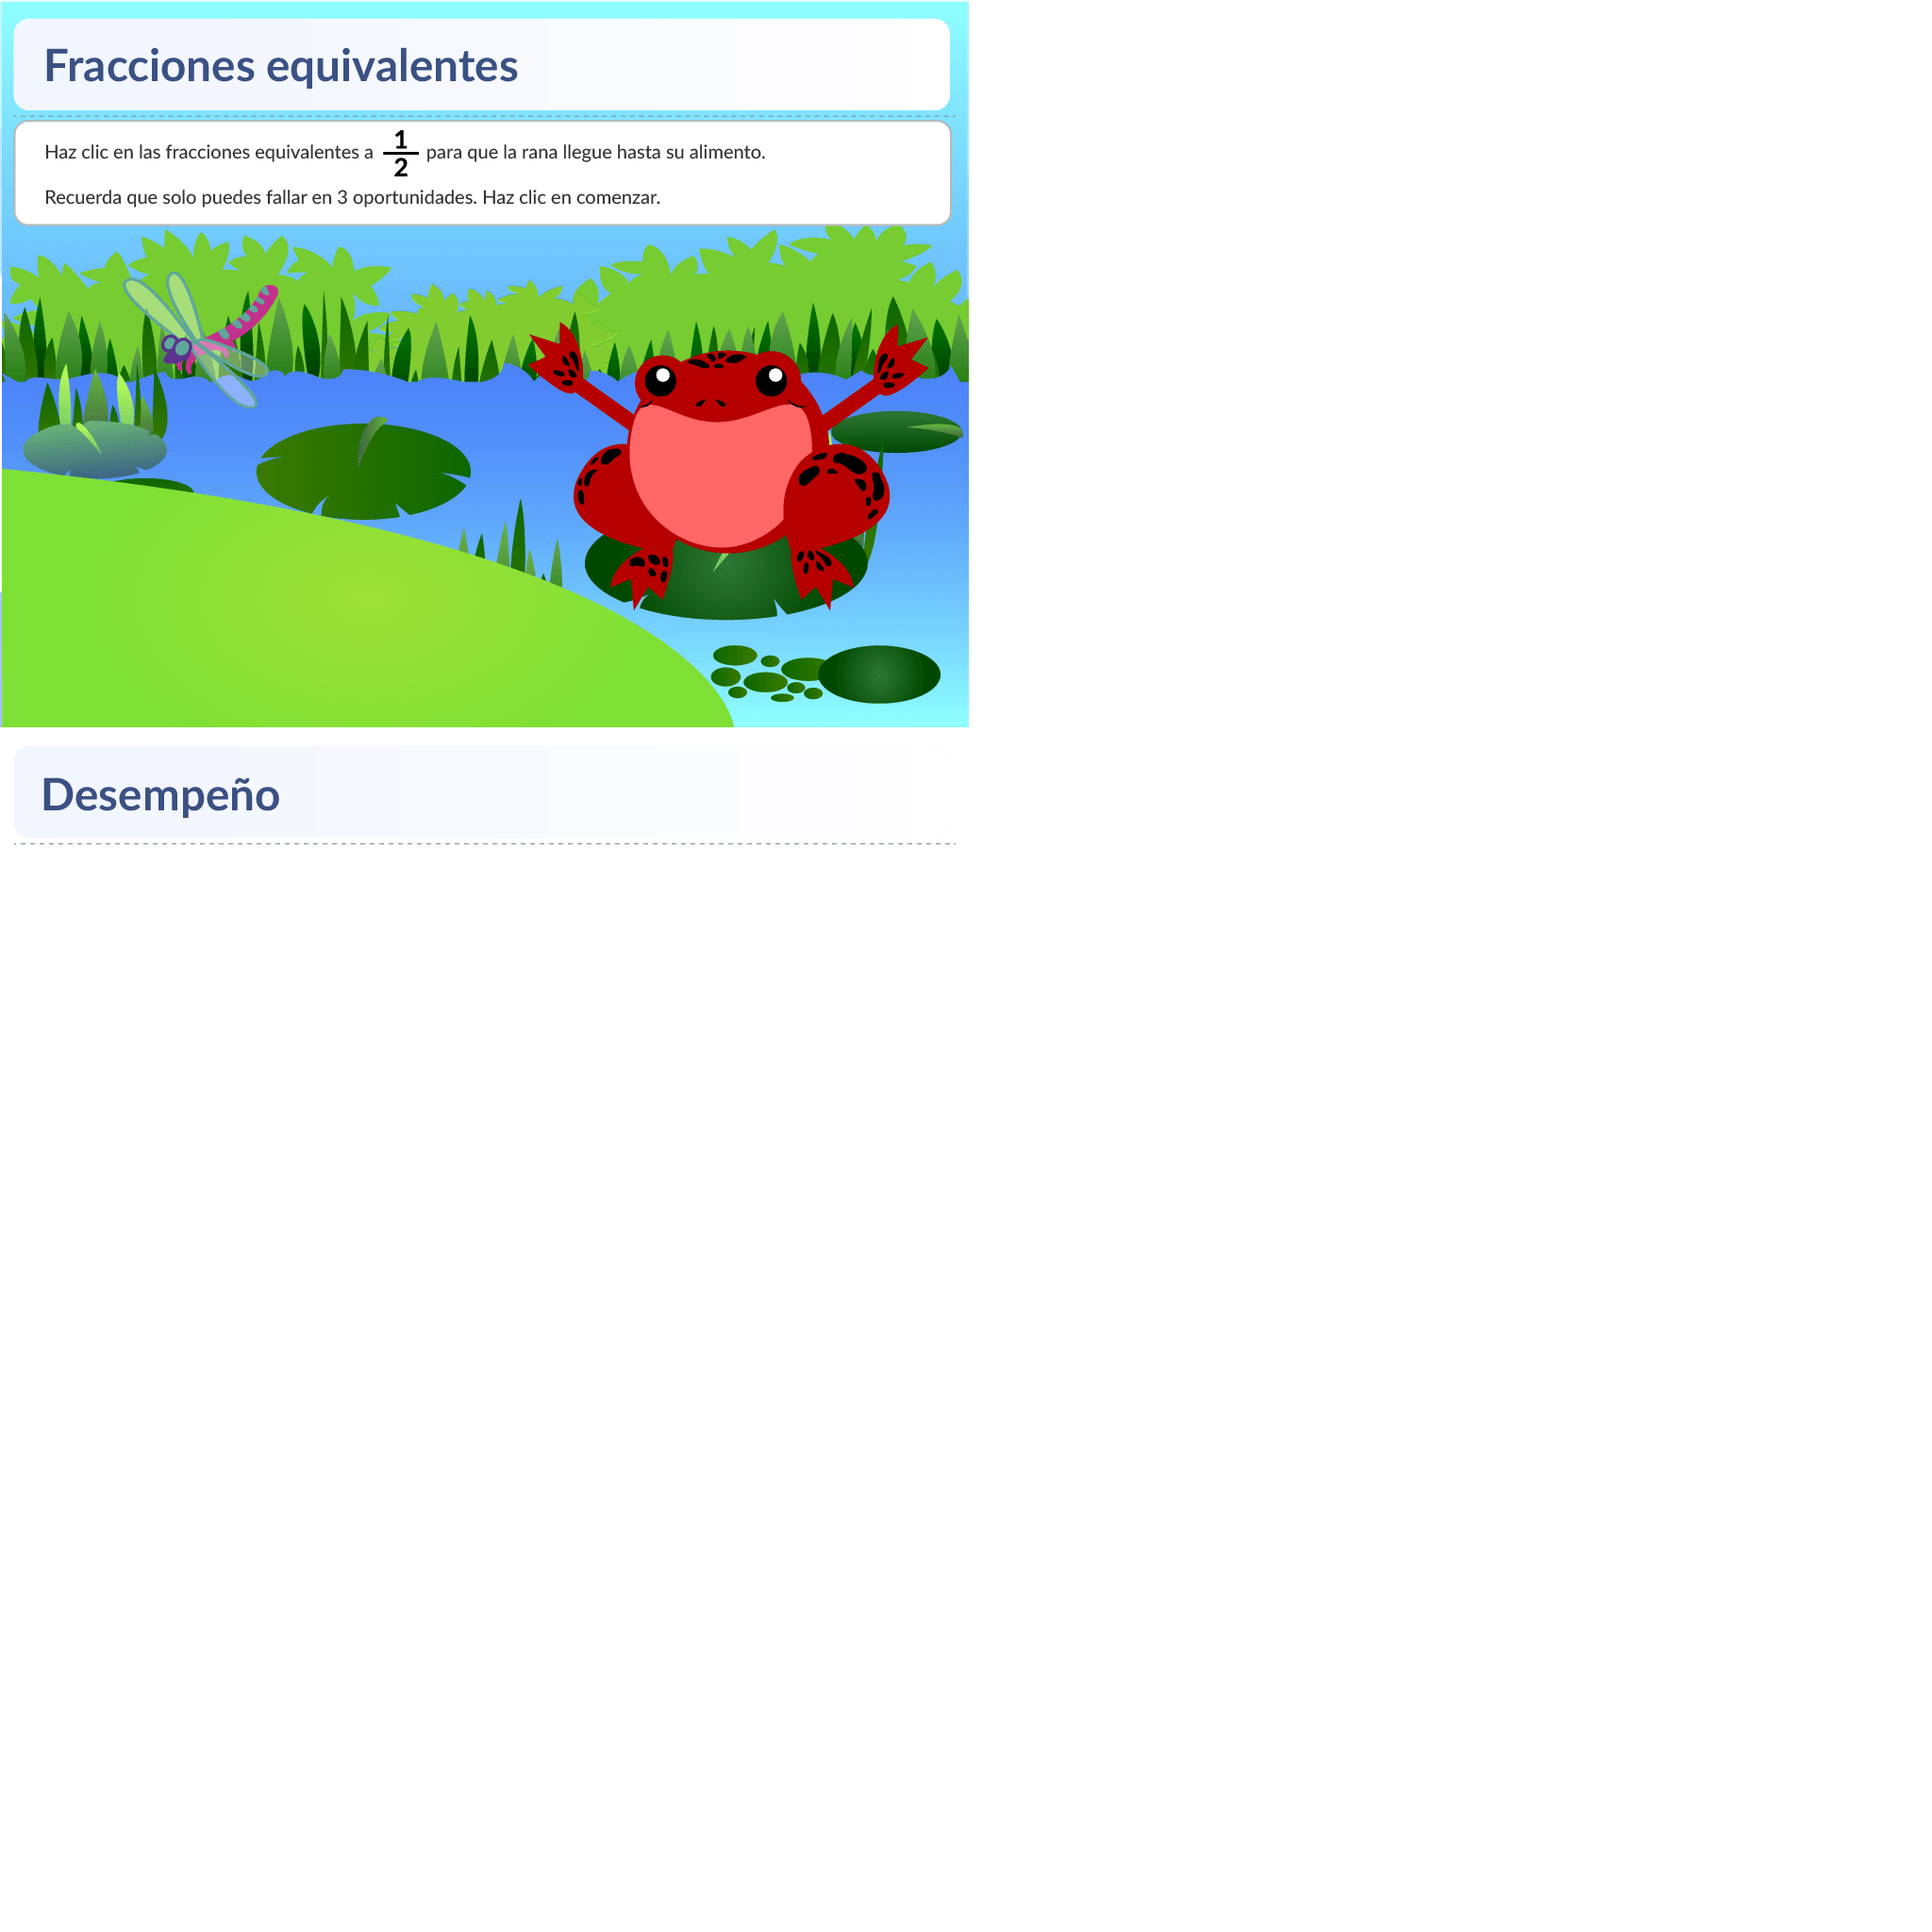 Fracciones equivalentes
Haz clic en las fracciones equivalentes a 1/2 para que la rana llegue hasta su alimento.
Recuerda que solo puedes fallar en 3 oportunidades. Haz clic en comenzar.
Desempeño